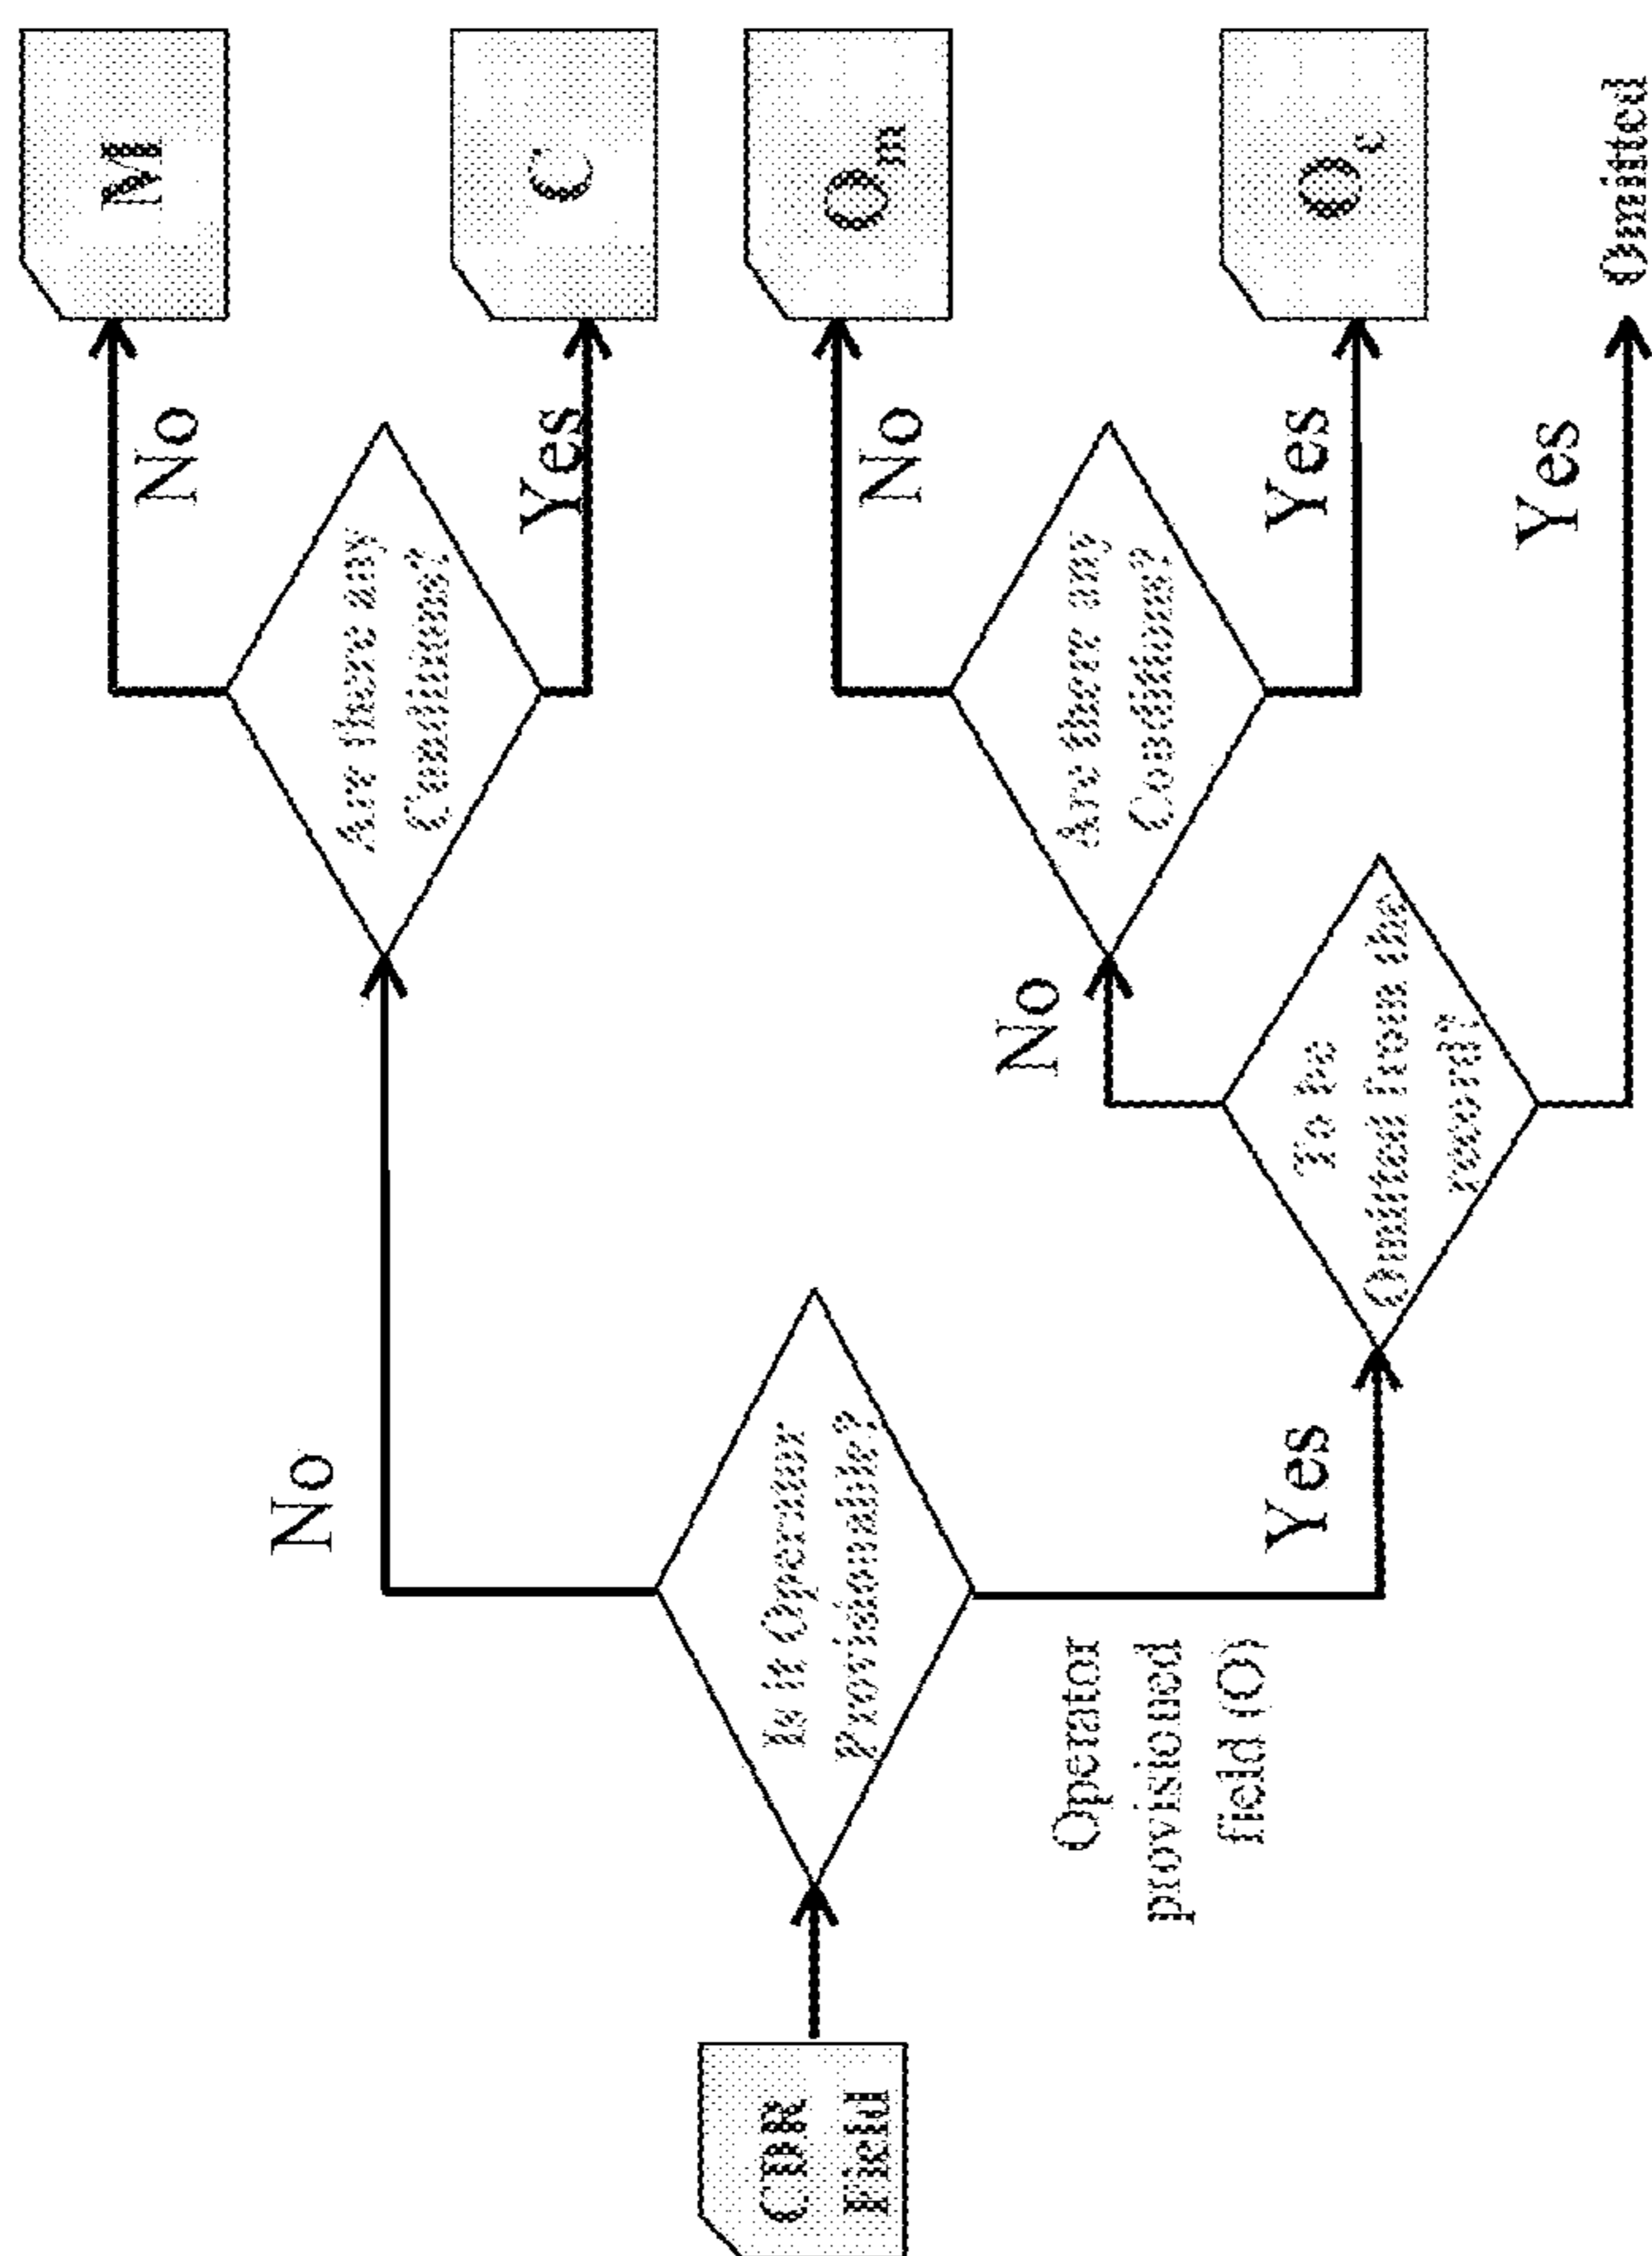 CDR
Field
Is it Operator
Provisionable?
No
Are there any
Conditions?
No
M
Yes
C
Operator
provisioned
field (O)
Yes
To be
Omitted from the
record?
No
Are there any
Conditions?
No
Om
Yes
Oc
Yes
Omitted